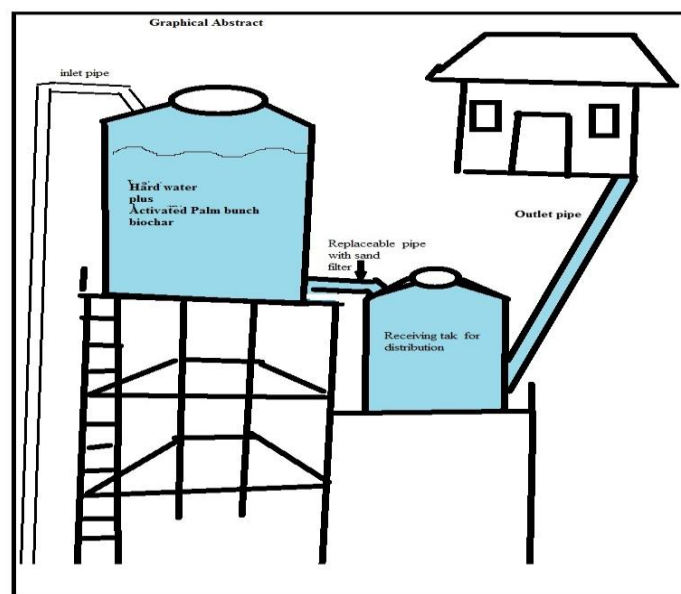 Graphical Abstract
inlet pipe
Hard water
plus
Activated Palm bunch
biochar
Replaceable pipe
with sand
filter
Outlet pipe
Receiving tak for
distribution